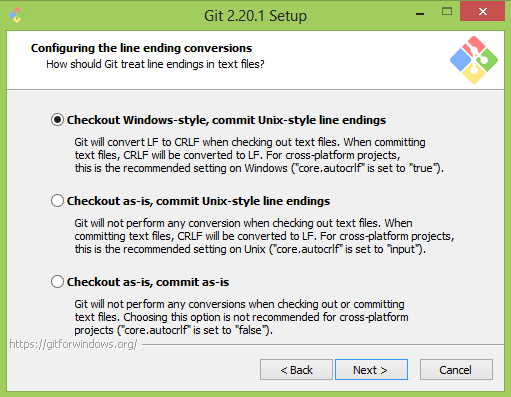 Git 2.20.1 Setup
Configuring the line ending conversions
How should Git treat line endings in text files?
Checkout Windows-style, commit Unix-style line endings
Git will convert LF to CRLF when checking out text files. When committing
text files, CRLF will be converted to LF. For cross-platform projects,
this is the recommended setting on Windows ("core.autocrlf" is set to "true").
Checkout as-is, commit Unix-style line endings
Git will not perform any conversion when checking out text files. When
committing text files, CRLF will be converted to LF. For cross-platform projects,
this is the recommended setting on Unix ("core.autocrlf" is set to "input").
Checkout as-is, commit as-is
Git will not perform any conversions when checking out or committing
text files. Choosing this option is not recommended for cross-platform
projects ("core.autocrlf" is set to "false").
https://gitforwindows.org/
< Back
Next >
Cancel